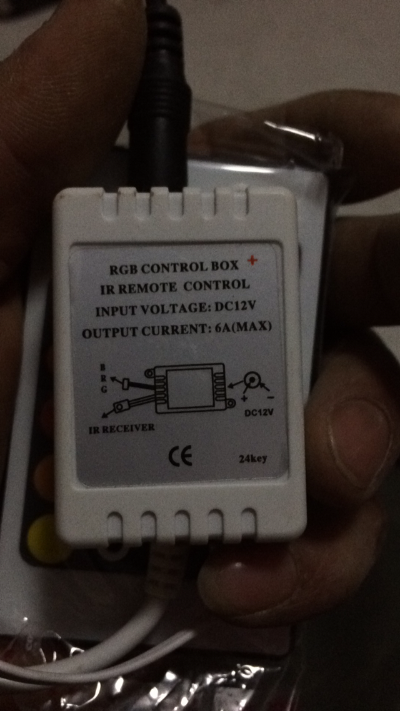 RGB CONTROL BOX +
IR REMOTE CONTROL
INPUT VOLTAGE: DC12V
OUTPUT CURRENT: 6A(MAX)
B
R
G
+ −
DC12V
IR RECEIVER
CE
24key